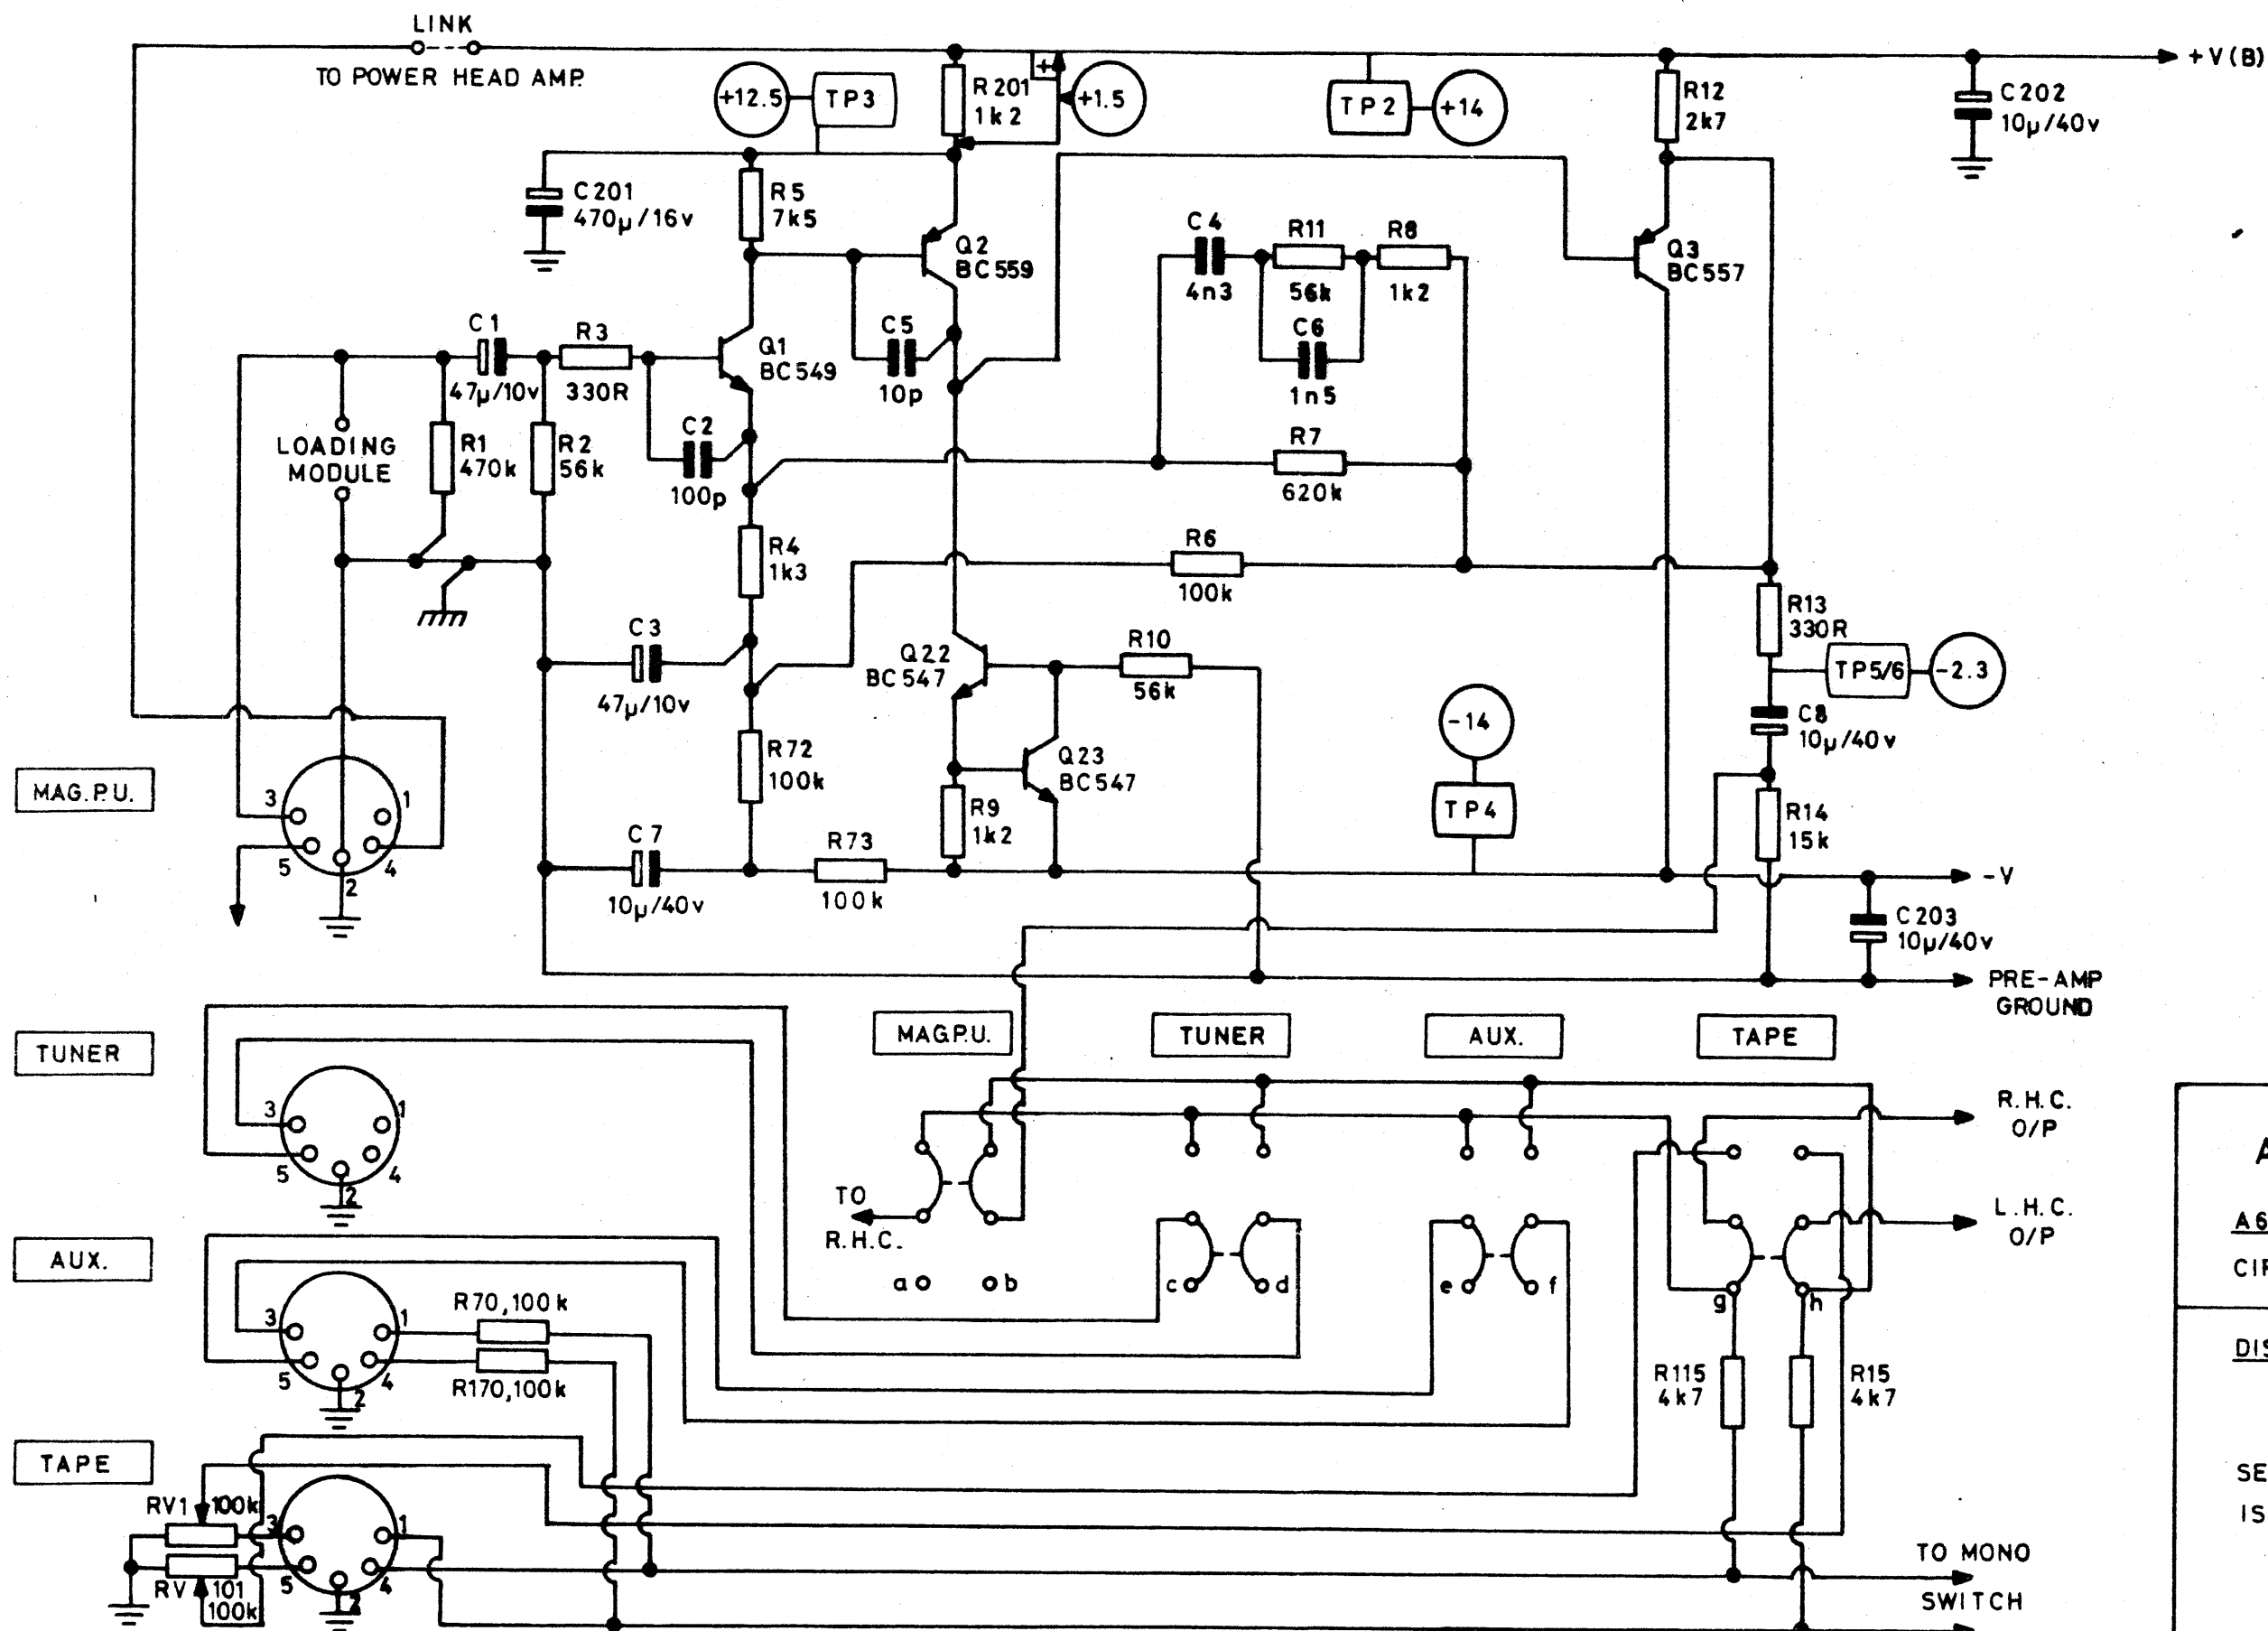 LINK
TO POWER HEAD AMP.
+V(B)
+12.5
TP3
R201
1k2
+
+1.5
TP2
+14
R12
2k7
C202
10µ/40v
C201
470µ/16v
R5
7k5
Q2
BC559
C4
4n3
R11
56k
R8
1k2
Q3
BC557
C6
1n5
C1
47µ/10v
R3
330R
Q1
BC549
C5
10p
LOADING
MODULE
R1
470k
R2
56k
C2
100p
R7
620k
R4
1k3
R6
100k
R13
330R
C3
47µ/10v
Q22
BC547
R10
56k
TP5/6
-2.3
C8
10µ/40v
R72
100k
Q23
BC547
-14
TP4
MAG.P.U.
3
1
5
2
4
R9
1k2
R14
15k
C7
10µ/40v
R73
100k
-V
C203
10µ/40v
PRE-AMP
GROUND
TUNER
3
1
5
2
4
MAG.P.U.
TUNER
AUX.
TAPE
R.H.C.
O/P
TO
R.H.C.
L.H.C.
O/P
a
b
c
d
e
f
g
h
AUX.
3
1
5
2
4
R70,100k
R170,100k
R115
4k7
R15
4k7
TAPE
RV1
100k
3
1
5
2
4
RV101
100k
TO MONO
SWITCH
A
A6
CIR
DIS
SE
IS